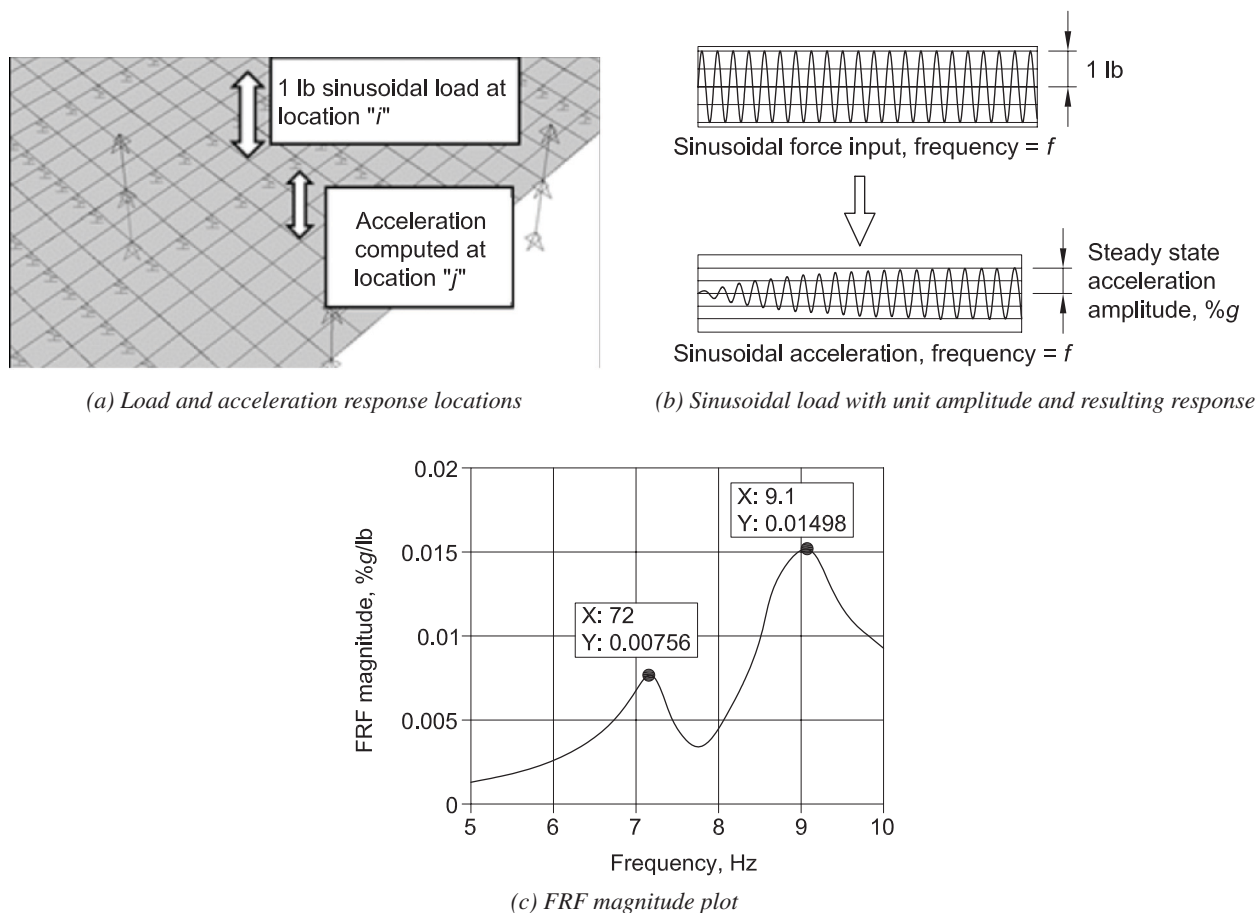 1 lb sinusoidal load at
location "i"
Acceleration
computed at
location "j"
(a) Load and acceleration response locations
1 lb
Sinusoidal force input, frequency = f
Steady state
acceleration
amplitude, %g
Sinusoidal acceleration, frequency = f
(b) Sinusoidal load with unit amplitude and resulting response
FRF magnitude, %g/lb
0.02
0.015
0.01
0.005
0
X: 72
Y: 0.00756
X: 9.1
Y: 0.01498
5 6 7 8 9 10
Frequency, Hz
(c) FRF magnitude plot